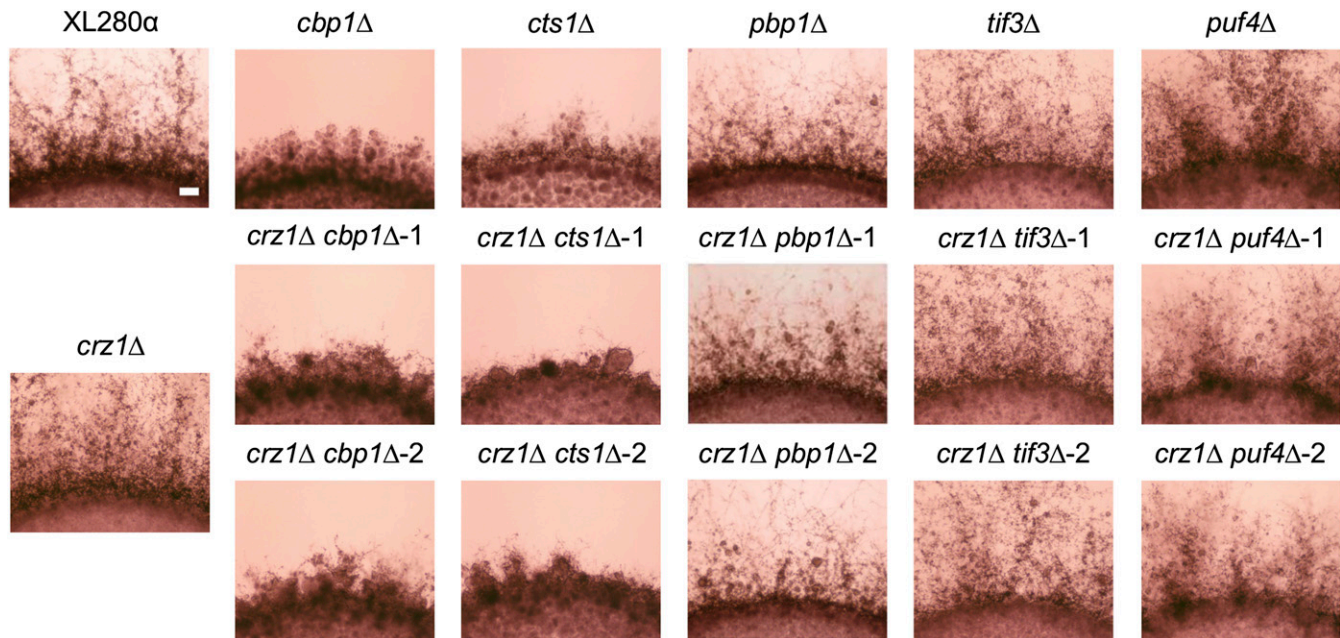 XL280α cbp1Δ cts1Δ pbp1Δ tif3Δ puf4Δ
crz1Δ cbp1Δ-1 crz1Δ cts1Δ-1 crz1Δ pbp1Δ-1 crz1Δ tif3Δ-1 crz1Δ puf4Δ-1
crz1Δ
crz1Δ cbp1Δ-2 crz1Δ cts1Δ-2 crz1Δ pbp1Δ-2 crz1Δ tif3Δ-2 crz1Δ puf4Δ-2